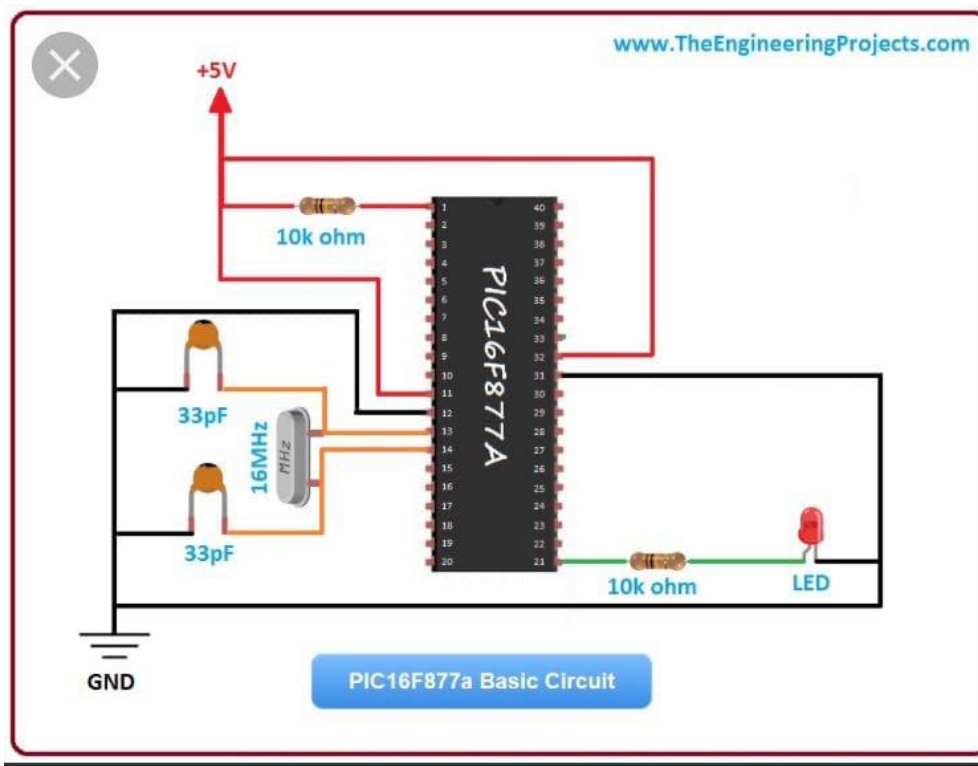 www.TheEngineeringProjects.com
+5V
10k ohm
1 40
2 39
3 38
4 37
5 36
6 35
7 34
8 33
9 32
10 31
11 30
12 29
13 28
14 27
15 26
16 25
17 24
18 23
19 22
20 21
PIC16F877A
33pF
16MHz
MHz
33pF
10k ohm
LED
GND
PIC16F877a Basic Circuit